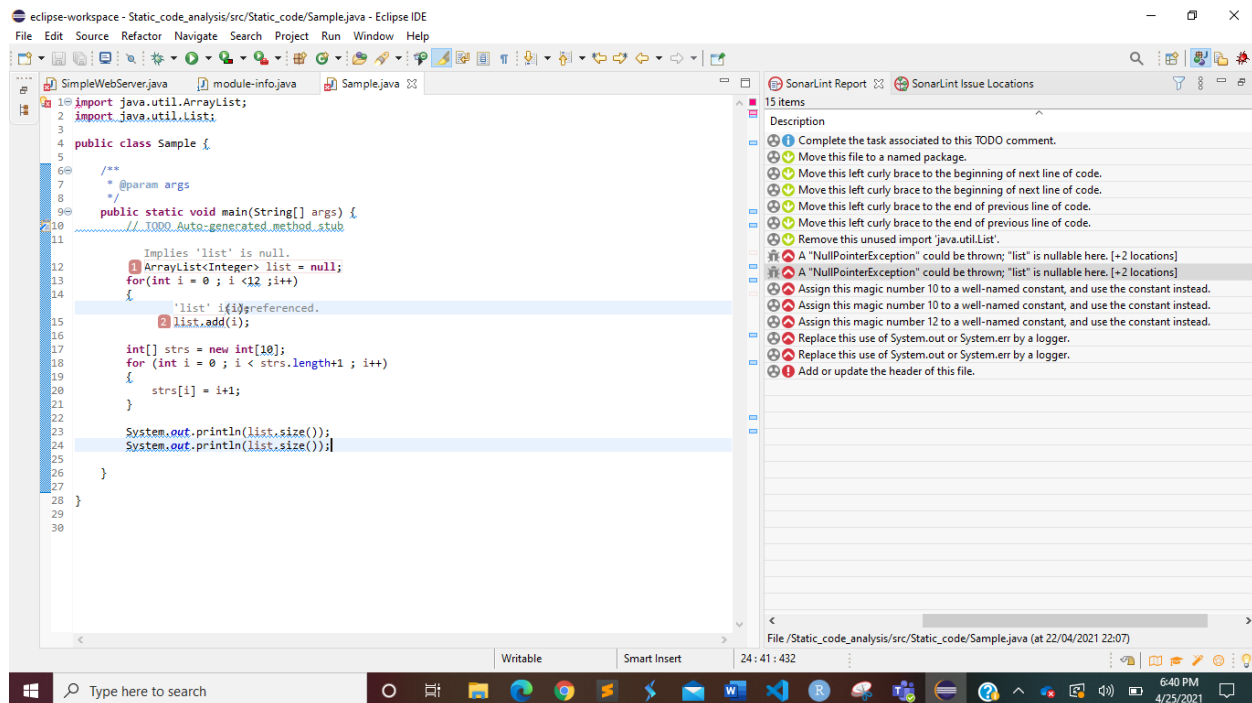 eclipse-workspace - Static_code_analysis/src/Static_code/Sample.java - Eclipse IDE
File Edit Source Refactor Navigate Search Project Run Window Help
SimpleWebServer.java module-info.java Sample.java
1 import java.util.ArrayList;
2 import java.util.List;
3
4 public class Sample {
5
6 /**
7 * @param args
8 */
9 public static void main(String[] args) {
10 // TODO Auto-generated method stub
11
Implies 'list' is null.
12 1 ArrayList<Integer> list = null;
13 for(int i = 0 ; i <12 ;i++)
14 {
'list' is dereferenced.
15 2 list.add(i);
16
17 int[] strs = new int[10];
18 for (int i = 0 ; i < strs.length+1 ; i++)
19 {
20 strs[i] = i+1;
21 }
22
23 System.out.println(list.size());
24 System.out.println(list.size());
25
26 }
27
28 }
29
30
SonarLint Report SonarLint Issue Locations
15 items
Description
Complete the task associated to this TODO comment.
Move this file to a named package.
Move this left curly brace to the beginning of next line of code.
Move this left curly brace to the beginning of next line of code.
Move this left curly brace to the end of previous line of code.
Move this left curly brace to the end of previous line of code.
Remove this unused import 'java.util.List'.
A "NullPointerException" could be thrown; "list" is nullable here. [+2 locations]
A "NullPointerException" could be thrown; "list" is nullable here. [+2 locations]
Assign this magic number 10 to a well-named constant, and use the constant instead.
Assign this magic number 10 to a well-named constant, and use the constant instead.
Assign this magic number 12 to a well-named constant, and use the constant instead.
Replace this use of System.out or System.err by a logger.
Replace this use of System.out or System.err by a logger.
Add or update the header of this file.
File /Static_code_analysis/src/Static_code/Sample.java (at 22/04/2021 22:07)
Writable Smart Insert 24 : 41 : 432
Type here to search
6:40 PM
4/25/2021